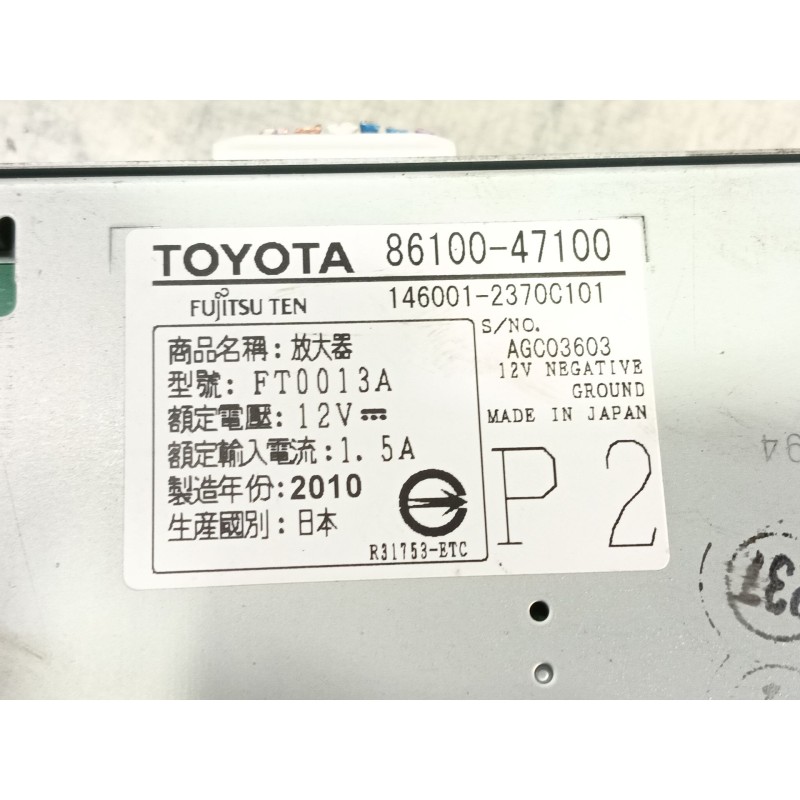 TOYOTA 86100-47100
FUJITSU TEN 146001-2370C101
商品名稱：放大器
型號：FT0013A
額定電壓：12V⎓
額定輸入電流：1.5A
製造年份：2010
生產國別：日本
R31753-ETC
S/NO.
AGC03603
12V NEGATIVE
GROUND
MADE IN JAPAN
P2